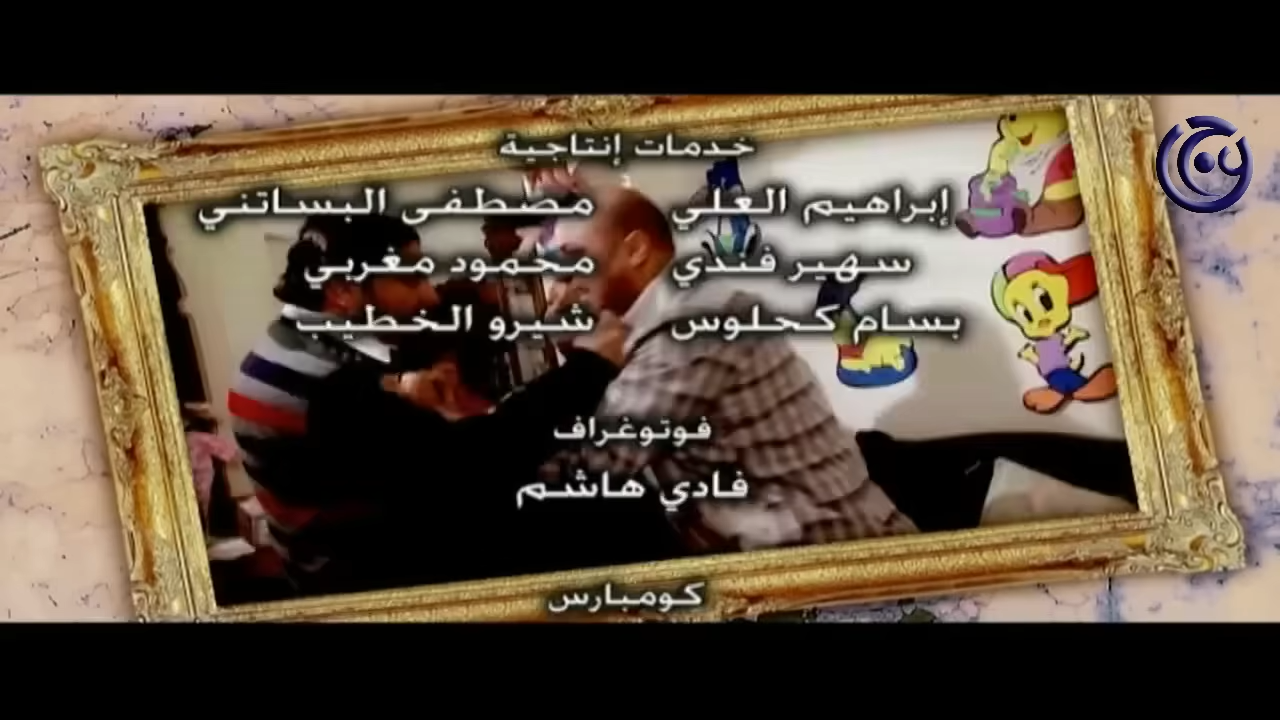 خدمات إنتاجية
إبراهيم العلي مصطفى البساتني
سهير فندي محمود مغربي
بسام كحلوس شيرو الخطيب
فوتوغراف
فادي هاشم
كومبارس